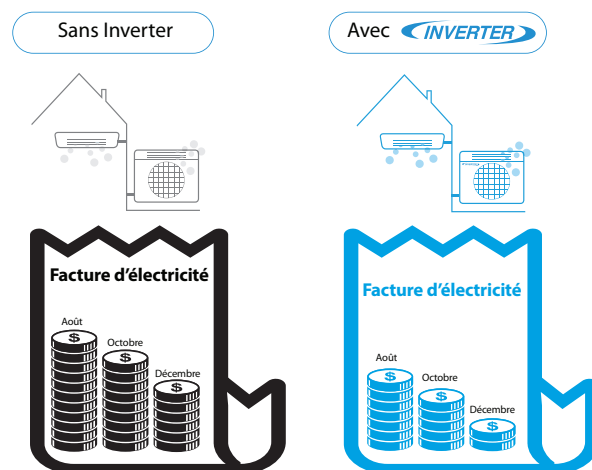 Sans Inverter
Avec INVERTER
Facture d’électricité
Août
Octobre
Décembre
$
$
$
Facture d’électricité
Août
Octobre
Décembre
$
$
$